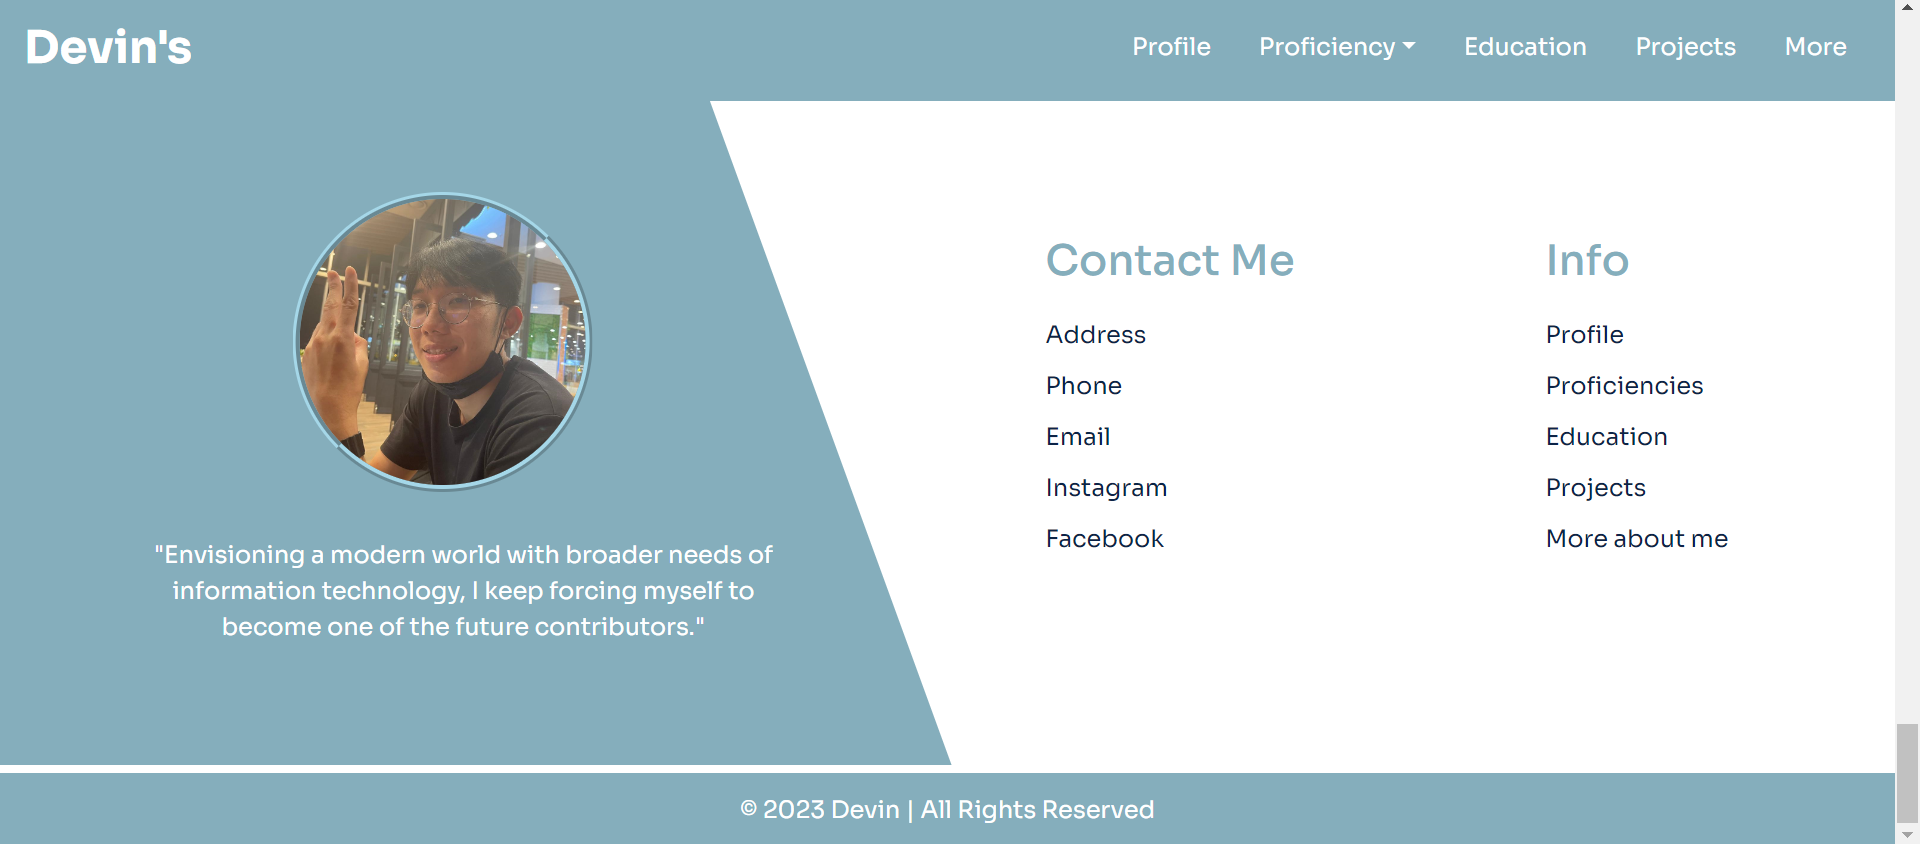 Devin's
Profile
Proficiency
Education
Projects
More
"Envisioning a modern world with broader needs of
information technology, I keep forcing myself to
become one of the future contributors."
Contact Me
Address
Phone
Email
Instagram
Facebook
Info
Profile
Proficiencies
Education
Projects
More about me
© 2023 Devin | All Rights Reserved